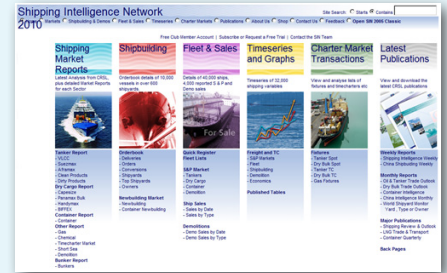 Shipping Intelligence Network
2010
Site Search: Starts Contains
Markets | Shipbuilding & Demos | Fleet & Sales | Timeseries | Charter Markets | Publications | About Us | Shop | Contact Us | Feedback | Open SIN 2006 Classic
Free Club Member Account | Subscribe or Request a Free Trial | Contact the SIN Team
Shipping
Market
Reports
Latest Analysis from CRSL,
plus detailed Market Reports
for each Sector
Tanker Report
- VLCC
- Suezmax
- Aframax
- Clean Products
- Dirty Products
Dry Cargo Report
- Capesize
- Panamax Bulk
- Handymax
- BIFFEX
Container Report
- Container
Other Report
- Gas
- Chemical
- Timecharter Market
- Short Sea
- Demolition
Bunker Report
- Bunkers
Shipbuilding
Orderbook details of 10,000
vessels in over 600
shipyards.
Orderbook
- Deliveries
- Orders
- Conversions
- Shipyards
- Top Shipyards
- Owners
Newbuilding Market
- Newbuilding
- Container Newbuilding
Fleet & Sales
Details of 40,000 ships,
4,000 reported S & P and
Demo sales
For Sale
Quick Register
Fleet Lists
S&P Market
- Tankers
- Dry Cargo
- Container
- Demolition
Ship Sales
- Sales by Date
- Sales by Type
Demolitions
- Demo Sales by Date
- Demo Sales by Type
Timeseries
and Graphs
Timeseries of 32,000
shipping variables
Freight and TC
- S&P Markets
- Fleet
- Shipbuilding
- Demolition
- Economies
Published Tables
Charter Market
Transactions
View and analyse lists of
fixtures and timecharters etc
Fixtures
- Tanker Spot
- Dry Bulk Spot
- Tanker TC
- Dry Bulk TC
- Gas Fixtures
Latest
Publications
View and download the
latest CRSL publications
Weekly Reports
- Shipping Intelligence Weekly
- China Shipbuilding Weekly
Monthly Reports
- Oil & Tanker Trade Outlook
- Dry Bulk Trade Outlook
- Container Intelligence
- China Intelligence Monthly
- World Shipyard Monitor
- Yard , Type or Owner
Major Publications
- Shipping Review & Outlook
- LNG Trade & Transport
- Container Quarterly
Back Pages